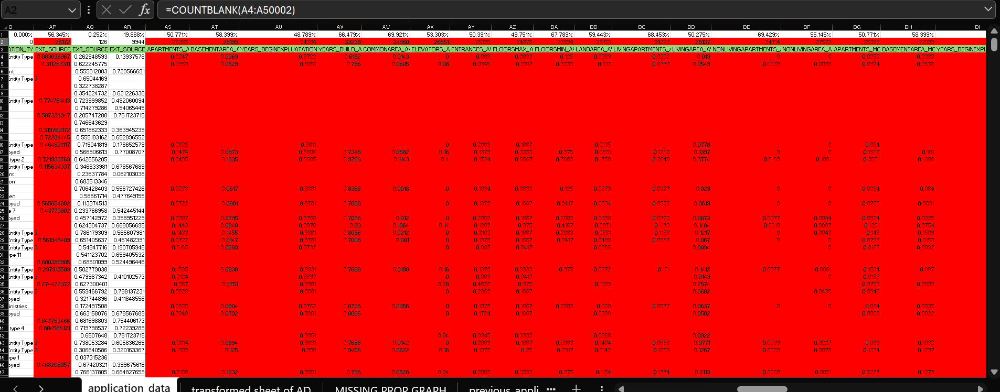 A2
fx =COUNTBLANK(A4:A50002)
O AP AQ AR AS AT AU AV AW AX AY AZ BA BB BC BD BE BF BG BH BI
1 0.000% 56.345% 0.252% 19.888% 50.771% 58.399% 48.789% 66.479% 69.921% 53.303% 50.391% 49.751% 67.789% 59.443% 68.453% 50.275% 69.429% 55.145% 50.771% 58.399%
2 0 28172 126 9944 25385 29199 24394 33239 34960 26651 25195 24875 33894 29721 34226 25137 34714 27572 25385 29199
3 ATION_TY EXT_SOURCE EXT_SOURCE EXT_SOURCE APARTMENTS_A BASEMENTAREA_A YEARS_BEGINEXPLUATATION YEARS_BUILD_A COMMONAREA_A ELEVATORS_A ENTRANCES_A FLOORSMAX_A FLOORSMIN_A LANDAREA_A LIVINGAPARTMENTS_ LIVINGAREA_A NONLIVINGAPARTMENTS_ NONLIVINGAREA_A APARTMENTS_MO BASEMENTAREA_MO YEARS_BEGINEXPL
4 Entity Type 0.083036967 0.262948593 0.13937578 0.0247 0.0369 0.9722 0.6192 0.0143 0 0.069 0.0833 0.125 0.0369 0.0202 0.019 0 0 0.0252 0.0383
5 0.311267311 0.622245775 0.0959 0.0529 0.9851 0.796 0.0605 0.08 0.0345 0.2917 0.3333 0.013 0.0773 0.0549 0.0039 0.0098 0.0924 0.0538
6 nt 0.555912083 0.729566691
7 Entity Type 3 0.65044169
8 0.322738287
9 0.354224732 0.621226338
10 Entity Type 0.774761413 0.723999852 0.492060094
11 0.714279286 0.54065445
12 0.587334047 0.205747288 0.751723715
13 0.746643629
14 0.319760172 0.651862333 0.363945239
15 0.72204445 0.555183162 0.652896552
16 Entity Type 0.464831117 0.715041819 0.176652579 0.0825 0.9811 0 0.2069 0.1667 0.0135 0.0778 0 0.084
17 oyed 0.566906613 0.77008707 0.1474 0.0973 0.9806 0.7348 0.0582 0.16 0.1379 0.3333 0.375 0.0931 0.1202 0.1397 0 0 0.1502 0.101
18 type 2 0.721939769 0.642656205 0.3495 0.1335 0.9985 0.9796 0.1143 0.4 0.1724 0.6667 0.7083 0.1758 0.2849 0.3774 0.0193 0.1001 0.3561 0.1386
19 Entity Type 0.115634337 0.346633981 0.678567689
20 nt 0.23637784 0.062103038
21 on 0.683513346
22 0.706428403 0.556727426 0.0278 0.0617 0.9881 0.8368 0.0018 0 0.1034 0.0833 0.125 0.0279 0.0227 0.029 0 0 0.0284 0.064
23 en 0.58661714 0.477649155
24 oyed 0.565654882 0.113374513 0.0722 0.0801 0.9781 0.7008 0 0.1379 0.1667 0.0417 0.0534 0.0588 0.0619 0 0 0.0735 0.0831
25 e 7 0.43770902 0.233766958 0.542445144
26 oyed 0.457142972 0.358951229 0.0907 0.0795 0.9786 0.7076 0.012 0 0.2069 0.1667 0.2083 0.0898 0.0723 0.0873 0.0077 0.0044 0.0924 0.0825
27 0.624304737 0.669056695 0.1443 0.0848 0.9876 0.83 0.1064 0.14 0.1207 0.375 0.4167 0.2371 0.1173 0.1484 0.0019 0.0007 0.1261 0.0754
28 Entity Type 3 0.786179309 0.565607981 0.1433 0.1455 0.9861 0.8096 0.0212 0 0.3103 0.1667 0.2083 0.0861 0.1168 0.1217 0 0.0043 0.146 0.1509
29 Entity Type 0.561948409 0.651405637 0.461482391 0.0722 0.0147 0.9781 0.7008 0.001 0 0.1379 0.1667 0.0417 0.0498 0.0588 0.067 0 0 0.0735 0.0153
30 Entity Type 3 0.54847716 0.190705948 0.0165 0.0089 0.9732 0 0.069 0.0417 0.0265 0.0094 0 0.0168 0.0092
31 ype 11 0.541123702 0.659405532
32 0.600395905 0.68501099 0.524496446
33 Entity Type 0.297913509 0.502779038 0.1505 0.0838 0.9831 0.7688 0.0188 0.16 0.1379 0.3333 0.375 0.0872 0.121 0.1412 0.0077 0.0061 0.1534 0.087
34 Entity Type 3 0.479987342 0.410102573 0.0124 0.9697 0 0.069 0.0417 0.0149 0 0.0126
35 0.274422372 0.627300401 0.367 0.3751 0.9901 0.28 0.4828 0.375 0.1569 0.2574 0.3739 0.3893
36 Entity Type 2 0.559466792 0.798137231 0.0928 0.9801 0 0.2069 0.1667 0.0602 0.0436 0.0945
37 oyed 0.321744896 0.411848556
38 inistries 0.172497508 0.0825 0.0804 0.9762 0.6736 0.0056 0 0.1379 0.1667 0.2083 0.038 0.0672 0.0637 0 0 0.084 0.0835
39 oyed 0.663158076 0.678567689 0.0948 0.0792 0.9861 0.8096 0 0.1724 0.1667 0.0888 0.0582 0.0966 0.0822
40 0.842763466 0.681698803 0.754406173
41 type 4 0.804586121 0.719798537 0.72239289
42 0.6507648 0.751723715 0.9851 0.04 0.0345 0.3333 0.0566 0.0922
43 Entity Type 3 0.738053284 0.605836265 0.0814 0.0994 0.9831 0.7688 0.0142 0 0.2069 0.1667 0.2083 0.1404 0.0656 0.0771 0.0039 0.0227 0.083 0.1032
44 Entity Type 3 0.306840586 0.320163367 0.1309 0.125 0.996 0.9456 0.0822 0.16 0.1379 0.25 0.2917 0.0142 0.1059 0.1267 0.0039 0.0078 0.1334 0.1297
45 ype 1 0.037315236
46 oyed 0.468208057 0.67420321 0.399675616
47 0.766137805 0.684827659 0.2186 0.1232 0.9851 0.796 0.0528 0.24 0.2069 0.3333 0.375 0.1154 0.1774 0.2113 0.0039 0.0051 0.2227 0.1279
application_data transformed sheet of AD MISSING PROP GRAPH previous_appli ••• +